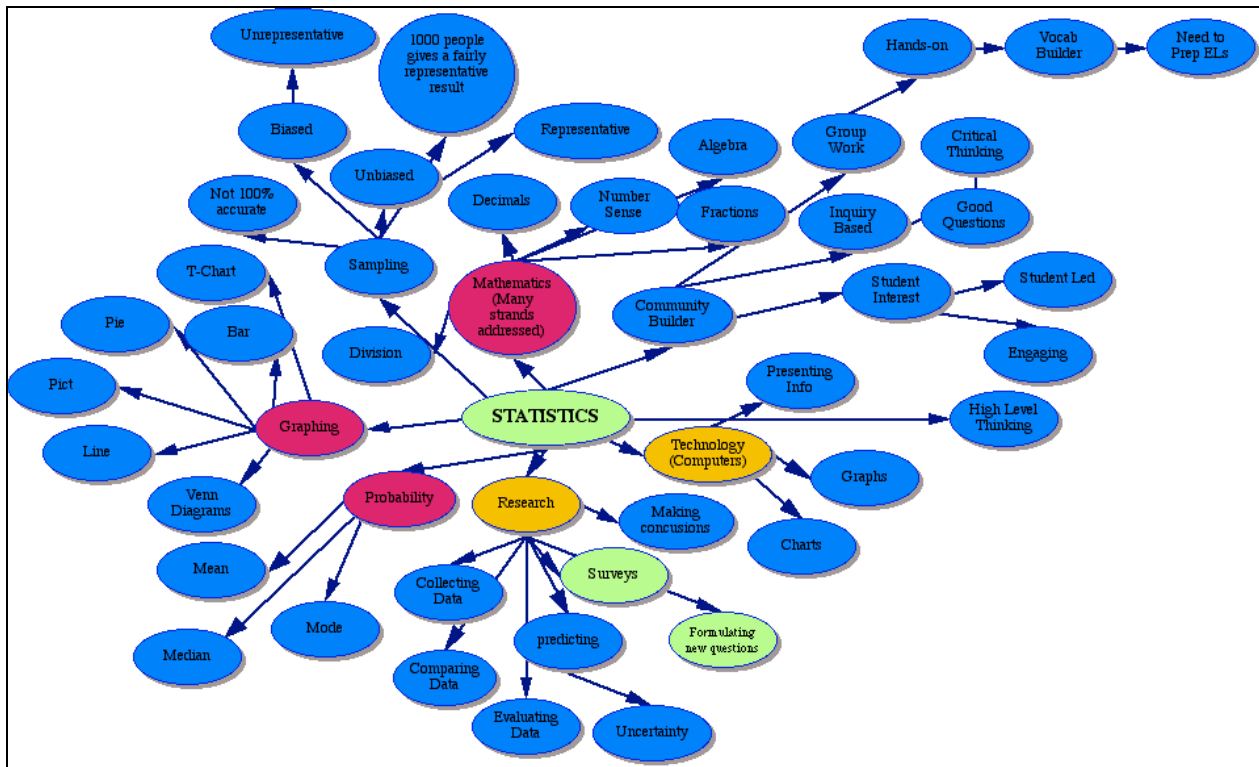 Unrepresentative
1000 people
gives a fairly
representative
result
Hands-on
Vocab
Builder
Need to
Prep ELs
Biased
Representative
Algebra
Group
Work
Critical
Thinking
Unbiased
Not 100%
accurate
Decimals
Number
Sense
Fractions
Inquiry
Based
Good
Questions
Sampling
T-Chart
Mathematics
(Many
strands
addressed)
Community
Builder
Student
Interest
Student Led
Pie
Bar
Division
Engaging
Pict
Presenting
Info
STATISTICS
High Level
Thinking
Graphing
Line
Technology
(Computers)
Graphs
Venn
Diagrams
Probability
Research
Making
concusions
Charts
Mean
Collecting
Data
Surveys
Mode
predicting
Formulating
new questions
Median
Comparing
Data
Evaluating
Data
Uncertainty